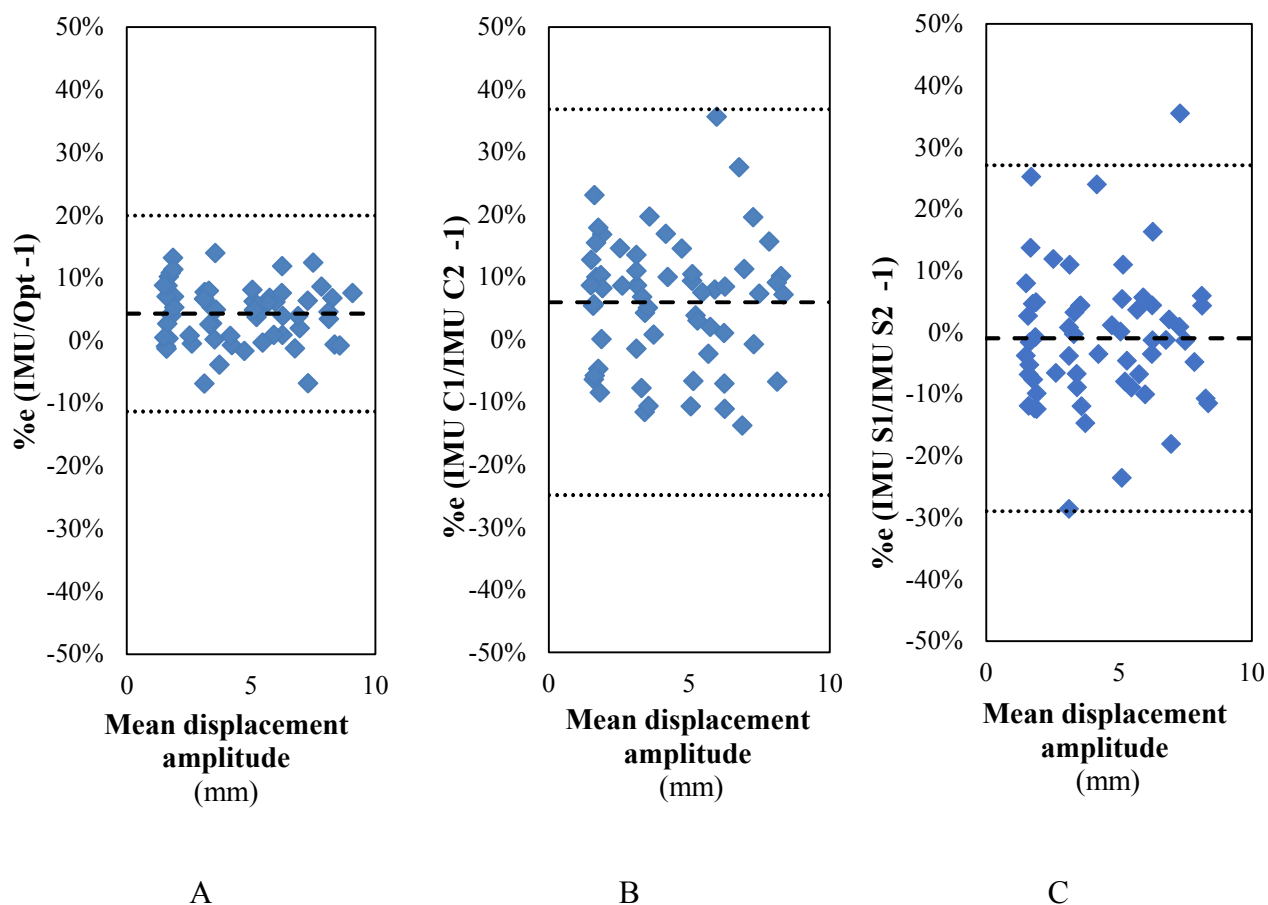 50%
40%
30%
20%
10%
0%
-10%
-20%
-30%
-40%
-50%
%e (IMU/Opt -1)
0
5
10
Mean displacement
amplitude
(mm)
A
50%
40%
30%
20%
10%
0%
-10%
-20%
-30%
-40%
-50%
%e (IMU C1/IMU C2 -1)
0
5
10
Mean displacement
amplitude
(mm)
B
50%
40%
30%
20%
10%
0%
-10%
-20%
-30%
-40%
-50%
%e (IMU S1/IMU S2 -1)
0
5
10
Mean displacement
amplitude
(mm)
C